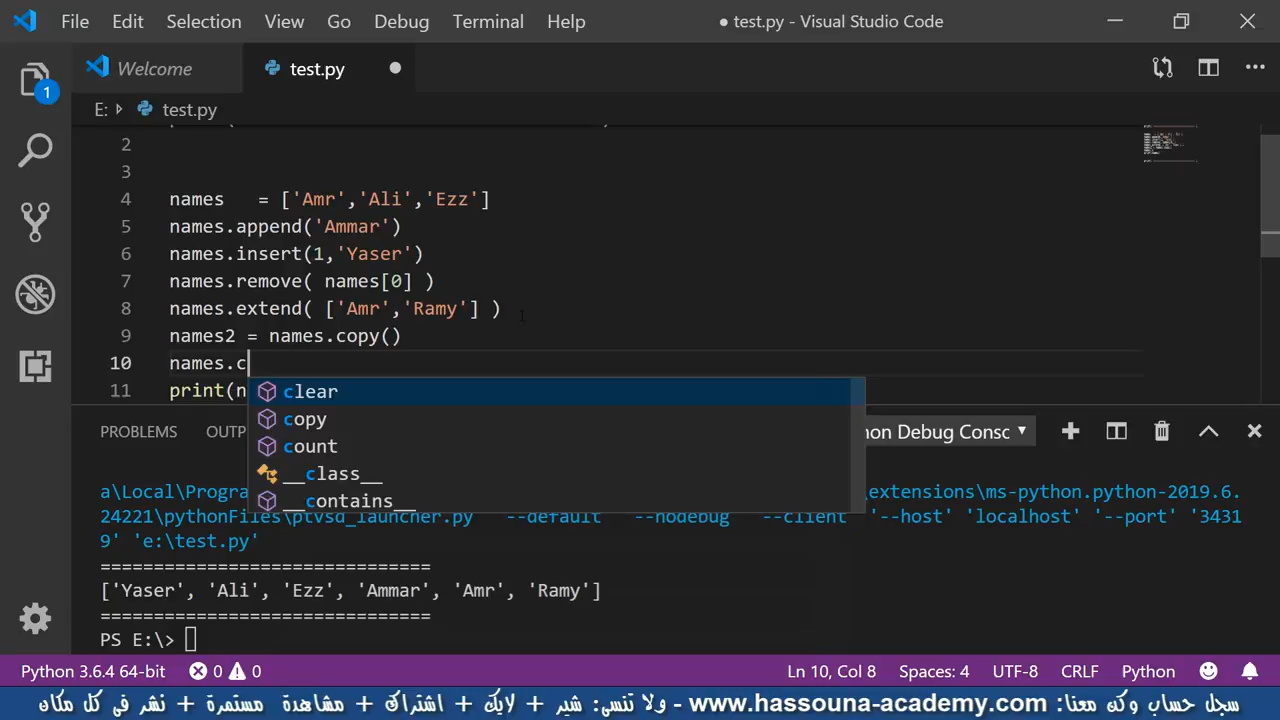 File Edit Selection View Go Debug Terminal Help ● test.py - Visual Studio Code
Welcome test.py
1
E: test.py
2
3
4 names   = ['Amr','Ali','Ezz']
5 names.append('Ammar')
6 names.insert(1,'Yaser')
7 names.remove( names[0] )
8 names.extend( ['Amr','Ramy'] )
9 names2 = names.copy()
10 names.c
11 print(n
clear
copy
count
__class__
__contains__
PROBLEMS OUTP hon Debug Consc
a\Local\Progra extensions\ms-python.python-2019.6.
24221\pythonFiles\ptvsd_launcher.py --default --nodebug --client '--host' 'localhost' '--port' '3431
9' 'e:\test.py'
===============================
['Yaser', 'Ali', 'Ezz', 'Ammar', 'Amr', 'Ramy']
===============================
PS E:\>
Python 3.6.4 64-bit 0 0 Ln 10, Col 8 Spaces: 4 UTF-8 CRLF Python
سجل حساب وكن معنا: www.hassouna-academy.com - ولا تنسى: شير + لايك + اشتراك + مشاهدة مستمرة + نشر فى كل مكان